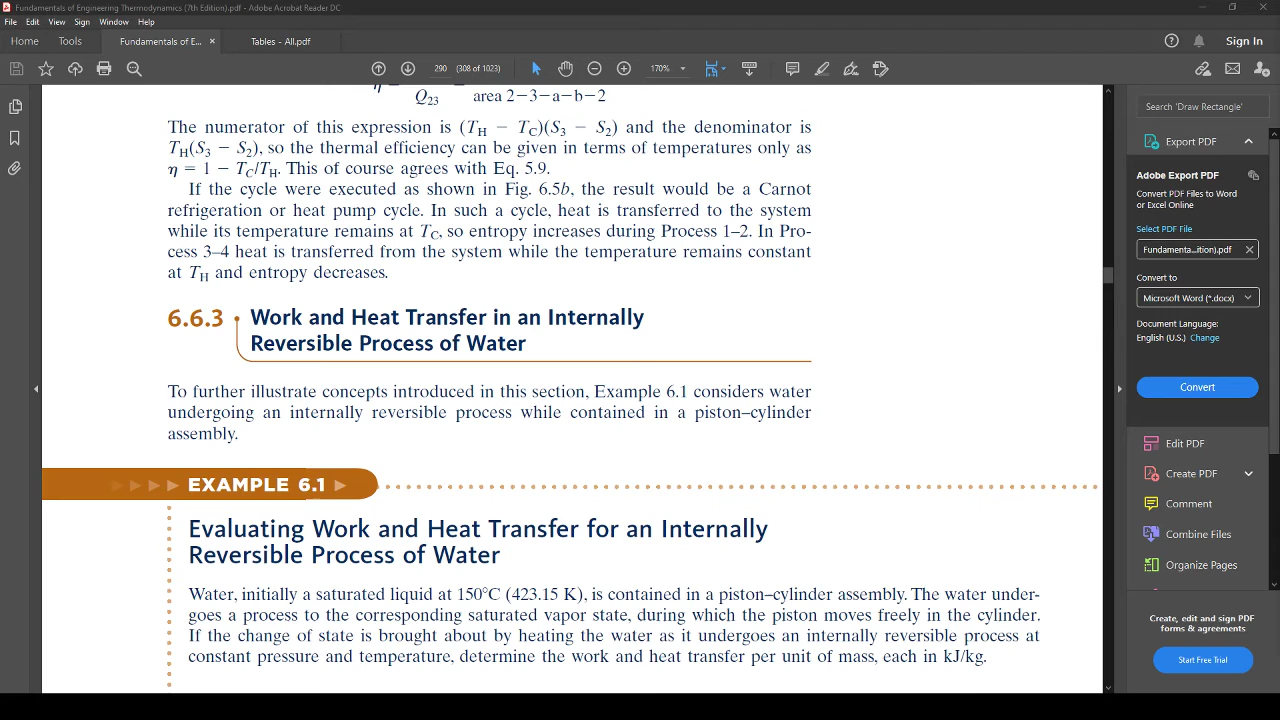 Fundamentals of Engineering Thermodynamics (7th Edition).pdf - Adobe Acrobat Reader DC
File Edit View Sign Window Help
Home Tools Fundamentals of E... × Tables - All.pdf Sign In
290 (308 of 1023) 170%
η = Q23 = area 2–3–a–b–2
The numerator of this expression is (TH − TC)(S3 − S2) and the denominator is
TH(S3 − S2), so the thermal efficiency can be given in terms of temperatures only as
η = 1 − TC/TH. This of course agrees with Eq. 5.9.
If the cycle were executed as shown in Fig. 6.5b, the result would be a Carnot
refrigeration or heat pump cycle. In such a cycle, heat is transferred to the system
while its temperature remains at TC, so entropy increases during Process 1–2. In Pro-
cess 3–4 heat is transferred from the system while the temperature remains constant
at TH and entropy decreases.
6.6.3 Work and Heat Transfer in an Internally
Reversible Process of Water
To further illustrate concepts introduced in this section, Example 6.1 considers water
undergoing an internally reversible process while contained in a piston–cylinder
assembly.
EXAMPLE 6.1
Evaluating Work and Heat Transfer for an Internally
Reversible Process of Water
Water, initially a saturated liquid at 150°C (423.15 K), is contained in a piston–cylinder assembly. The water under-
goes a process to the corresponding saturated vapor state, during which the piston moves freely in the cylinder.
If the change of state is brought about by heating the water as it undergoes an internally reversible process at
constant pressure and temperature, determine the work and heat transfer per unit of mass, each in kJ/kg.
Search 'Draw Rectangle'
Export PDF
Adobe Export PDF
Convert PDF Files to Word
or Excel Online
Select PDF File
Fundamenta...ition).pdf ×
Convert to
Microsoft Word (*.docx)
Document Language:
English (U.S.) Change
Convert
Edit PDF
Create PDF
Comment
Combine Files
Organize Pages
Create, edit and sign PDF
forms & agreements
Start Free Trial